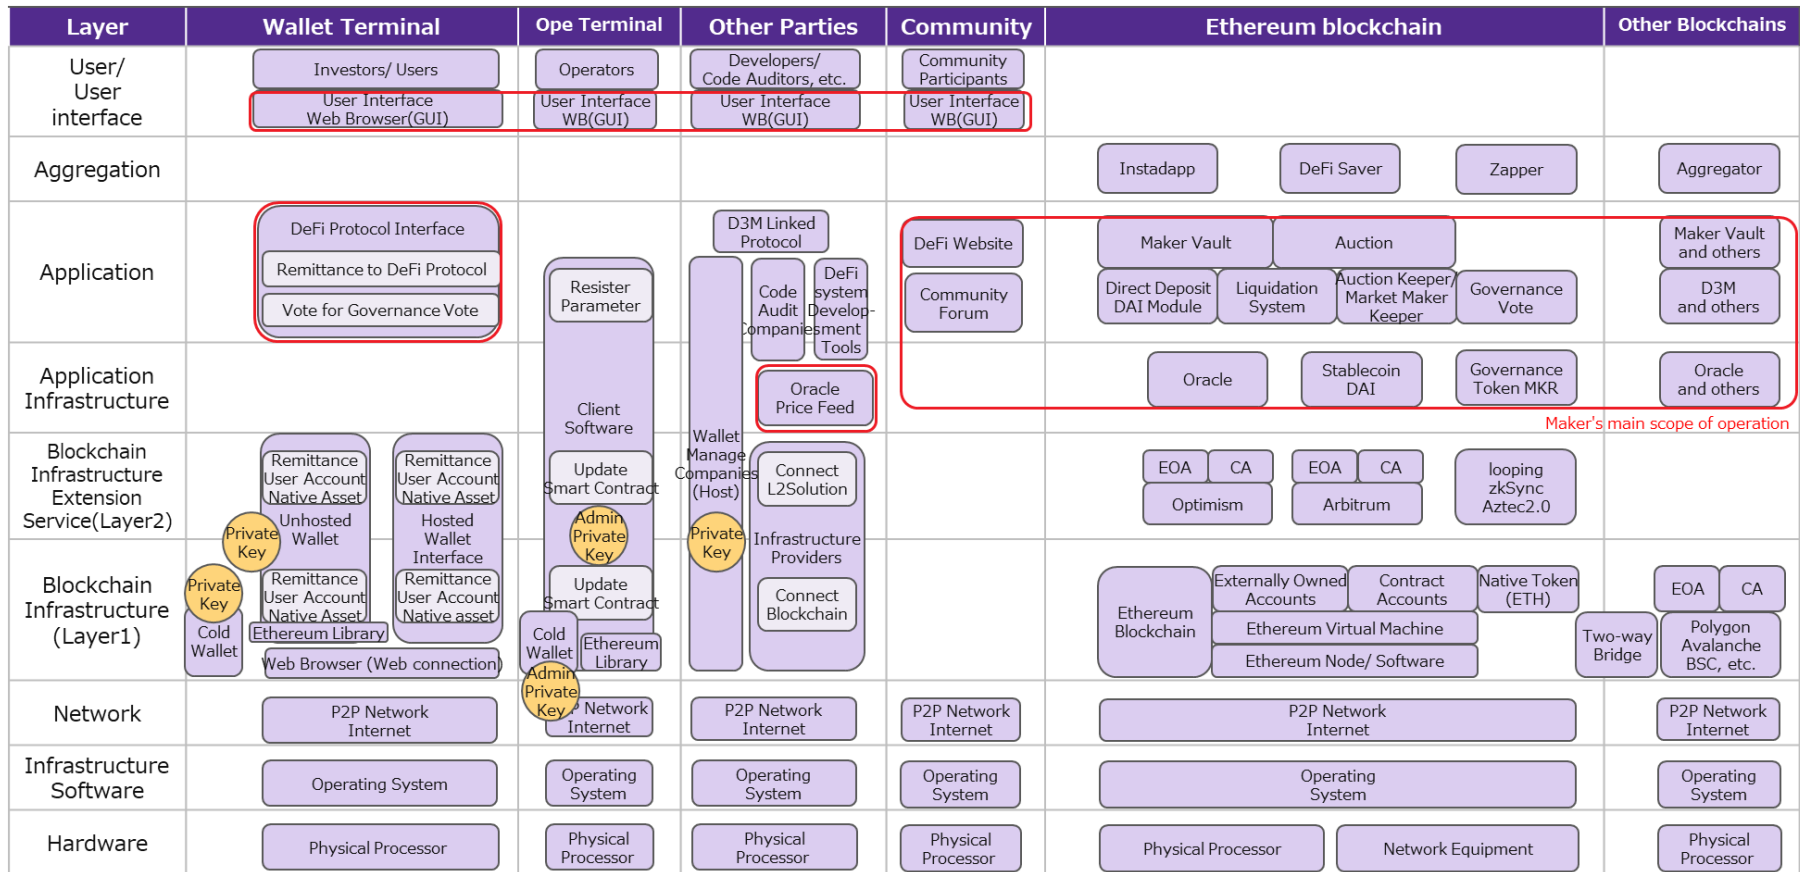 Layer
Wallet Terminal
Ope Terminal
Other Parties
Community
Ethereum blockchain
Other Blockchains
User/
User
interface
Investors/ Users
Operators
Developers/
Code Auditors, etc.
Community
Participants
User Interface
Web Browser(GUI)
User Interface
WB(GUI)
User Interface
WB(GUI)
User Interface
WB(GUI)
Aggregation
Instadapp
DeFi Saver
Zapper
Aggregator
Application
DeFi Protocol Interface
Remittance to DeFi Protocol
Vote for Governance Vote
Resister
Parameter
D3M Linked
Protocol
Code
Audit
Companies
DeFi
system
Develop-
ment
Tools
DeFi Website
Community
Forum
Maker Vault
Auction
Direct Deposit
DAI Module
Liquidation
System
Auction Keeper/
Market Maker
Keeper
Governance
Vote
Maker Vault
and others
D3M
and others
Application
Infrastructure
Client
Software
Oracle
Price Feed
Oracle
Stablecoin
DAI
Governance
Token MKR
Oracle
and others
Maker's main scope of operation
Blockchain
Infrastructure
Extension
Service(Layer2)
Remittance
User Account
Native Asset
Unhosted
Wallet
Private
Key
Remittance
User Account
Native Asset
Hosted
Wallet
Interface
Update
Smart Contract
Admin
Private
Key
Wallet
Manage
Companies
(Host)
Private
Key
Connect
L2Solution
Infrastructure
Providers
EOA
CA
Optimism
EOA
CA
Arbitrum
looping
zkSync
Aztec2.0
Blockchain
Infrastructure
(Layer1)
Private
Key
Cold
Wallet
Remittance
User Account
Native Asset
Ethereum Library
Remittance
User Account
Native asset
Web Browser (Web connection)
Update
Smart Contract
Cold
Wallet
Ethereum
Library
Admin
Private
Key
Connect
Blockchain
Ethereum
Blockchain
Externally Owned
Accounts
Contract
Accounts
Native Token
(ETH)
Ethereum Virtual Machine
Ethereum Node/ Software
Two-way
Bridge
EOA
CA
Polygon
Avalanche
BSC, etc.
Network
P2P Network
Internet
P Network
Internet
P2P Network
Internet
P2P Network
Internet
P2P Network
Internet
P2P Network
Internet
Infrastructure
Software
Operating System
Operating
System
Operating
System
Operating
System
Operating
System
Operating
System
Hardware
Physical Processor
Physical
Processor
Physical
Processor
Physical
Processor
Physical Processor
Network Equipment
Physical
Processor